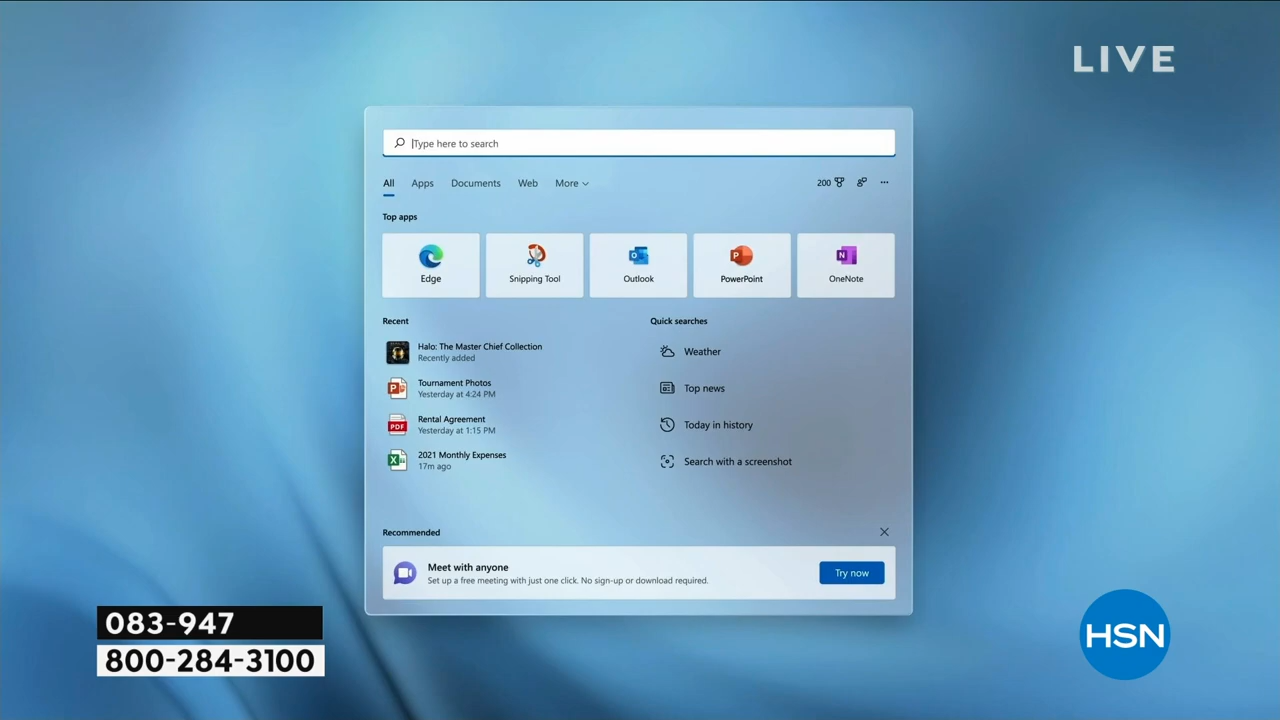 LIVE
Type here to search
All Apps Documents Web More 200
Top apps
Edge Snipping Tool Outlook PowerPoint OneNote
Recent
Halo: The Master Chief Collection
Recently added
Tournament Photos
Yesterday at 4:24 PM
Rental Agreement
Yesterday at 1:15 PM
2021 Monthly Expenses
17m ago
Quick searches
Weather
Top news
Today in history
Search with a screenshot
Recommended
Meet with anyone
Set up a free meeting with just one click. No sign-up or download required.
Try now
083-947
800-284-3100
HSN